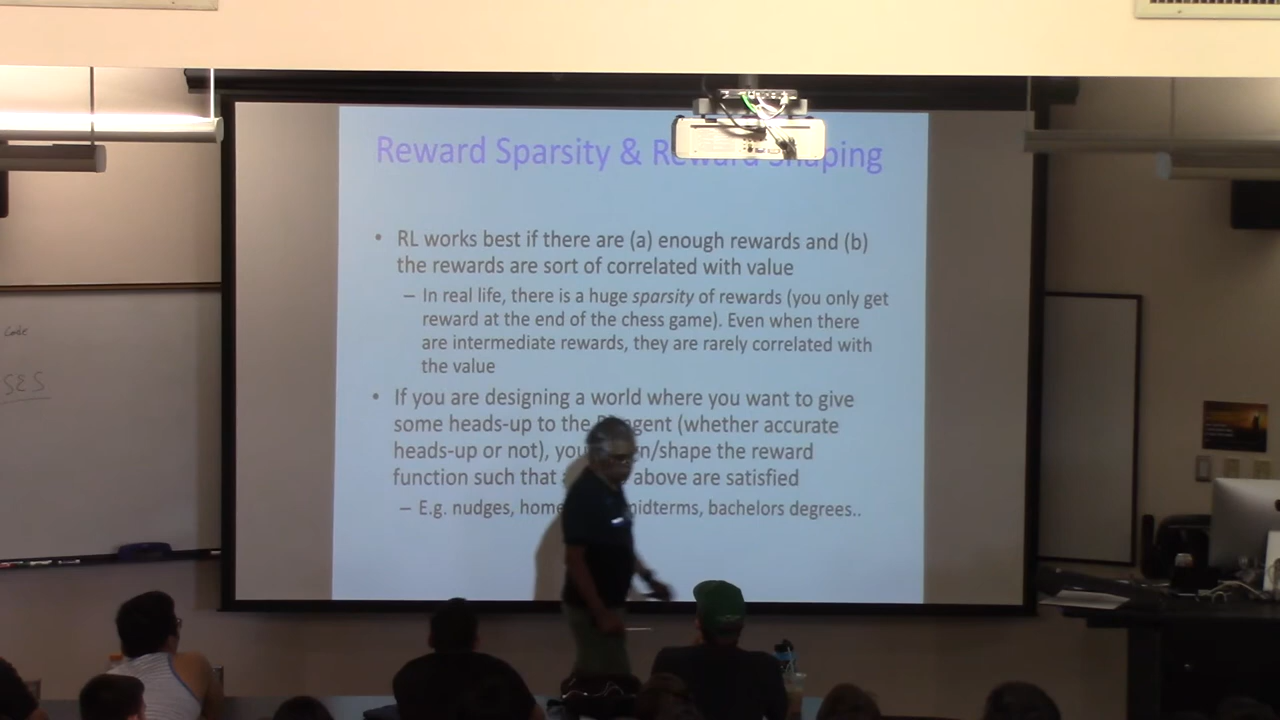 Reward Sparsity & Reward Shaping
• RL works best if there are (a) enough rewards and (b)
the rewards are sort of correlated with value
– In real life, there is a huge sparsity of rewards (you only get
reward at the end of the chess game). Even when there
are intermediate rewards, they are rarely correlated with
the value
• If you are designing a world where you want to give
some heads-up to the gent (whether accurate
heads-up or not), you n/shape the reward
function such that a above are satisfied
– E.g. nudges, home idterms, bachelors degrees..
Code
SES